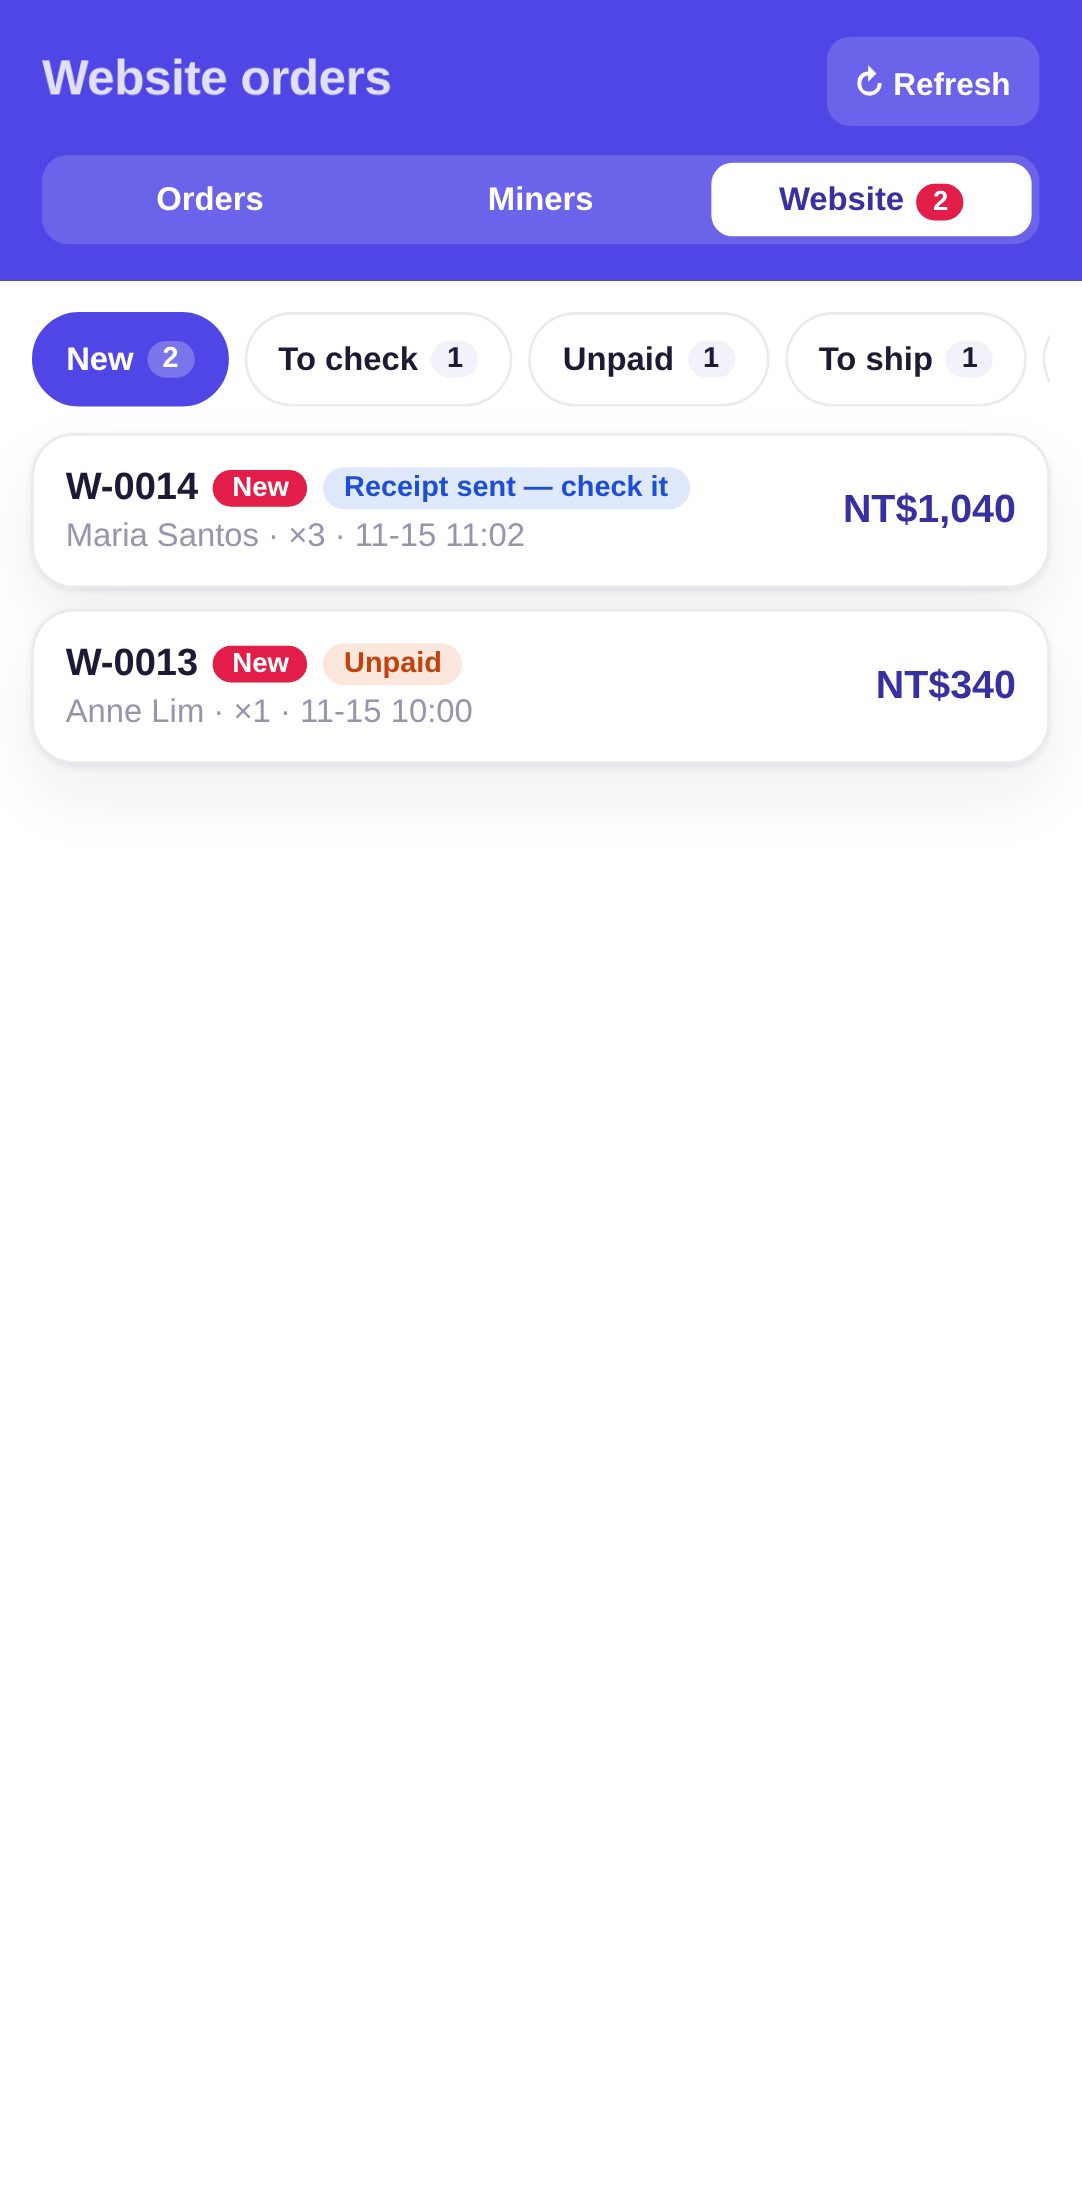 Website orders
↻ Refresh
Orders Miners Website 2
New 2 To check 1 Unpaid 1 To ship 1
W-0014 New Receipt sent — check it
Maria Santos · ×3 · 11-15 11:02
NT$1,040
W-0013 New Unpaid
Anne Lim · ×1 · 11-15 10:00
NT$340